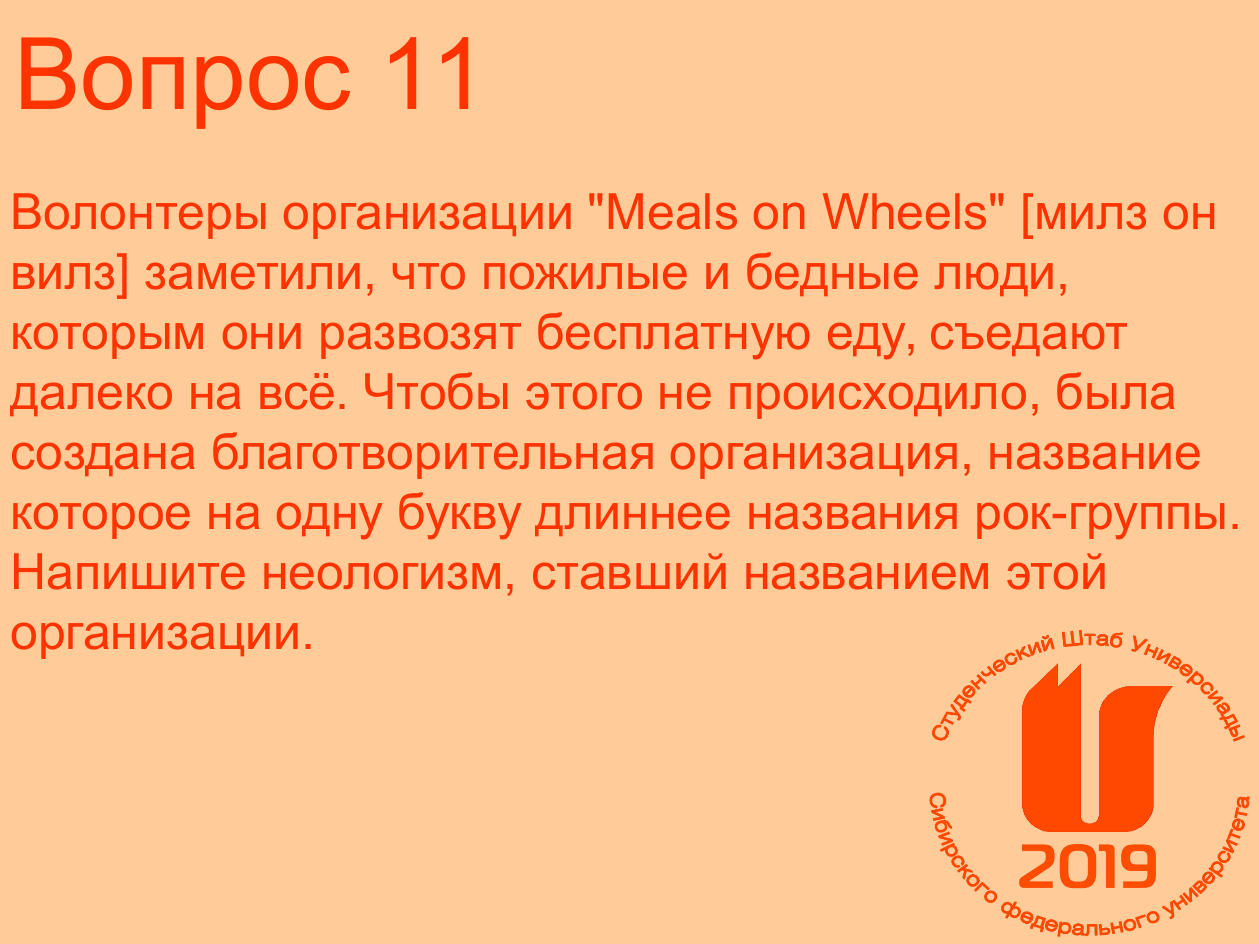 Вопрос 11
Волонтеры организации "Meals on Wheels" [милз он
вилз] заметили, что пожилые и бедные люди,
которым они развозят бесплатную еду, съедают
далеко на всё. Чтобы этого не происходило, была
создана благотворительная организация, название
которое на одну букву длиннее названия рок-группы.
Напишите неологизм, ставший названием этой
организации.
Студенческий Штаб Универсиады
2019
Сибирского федерального университета